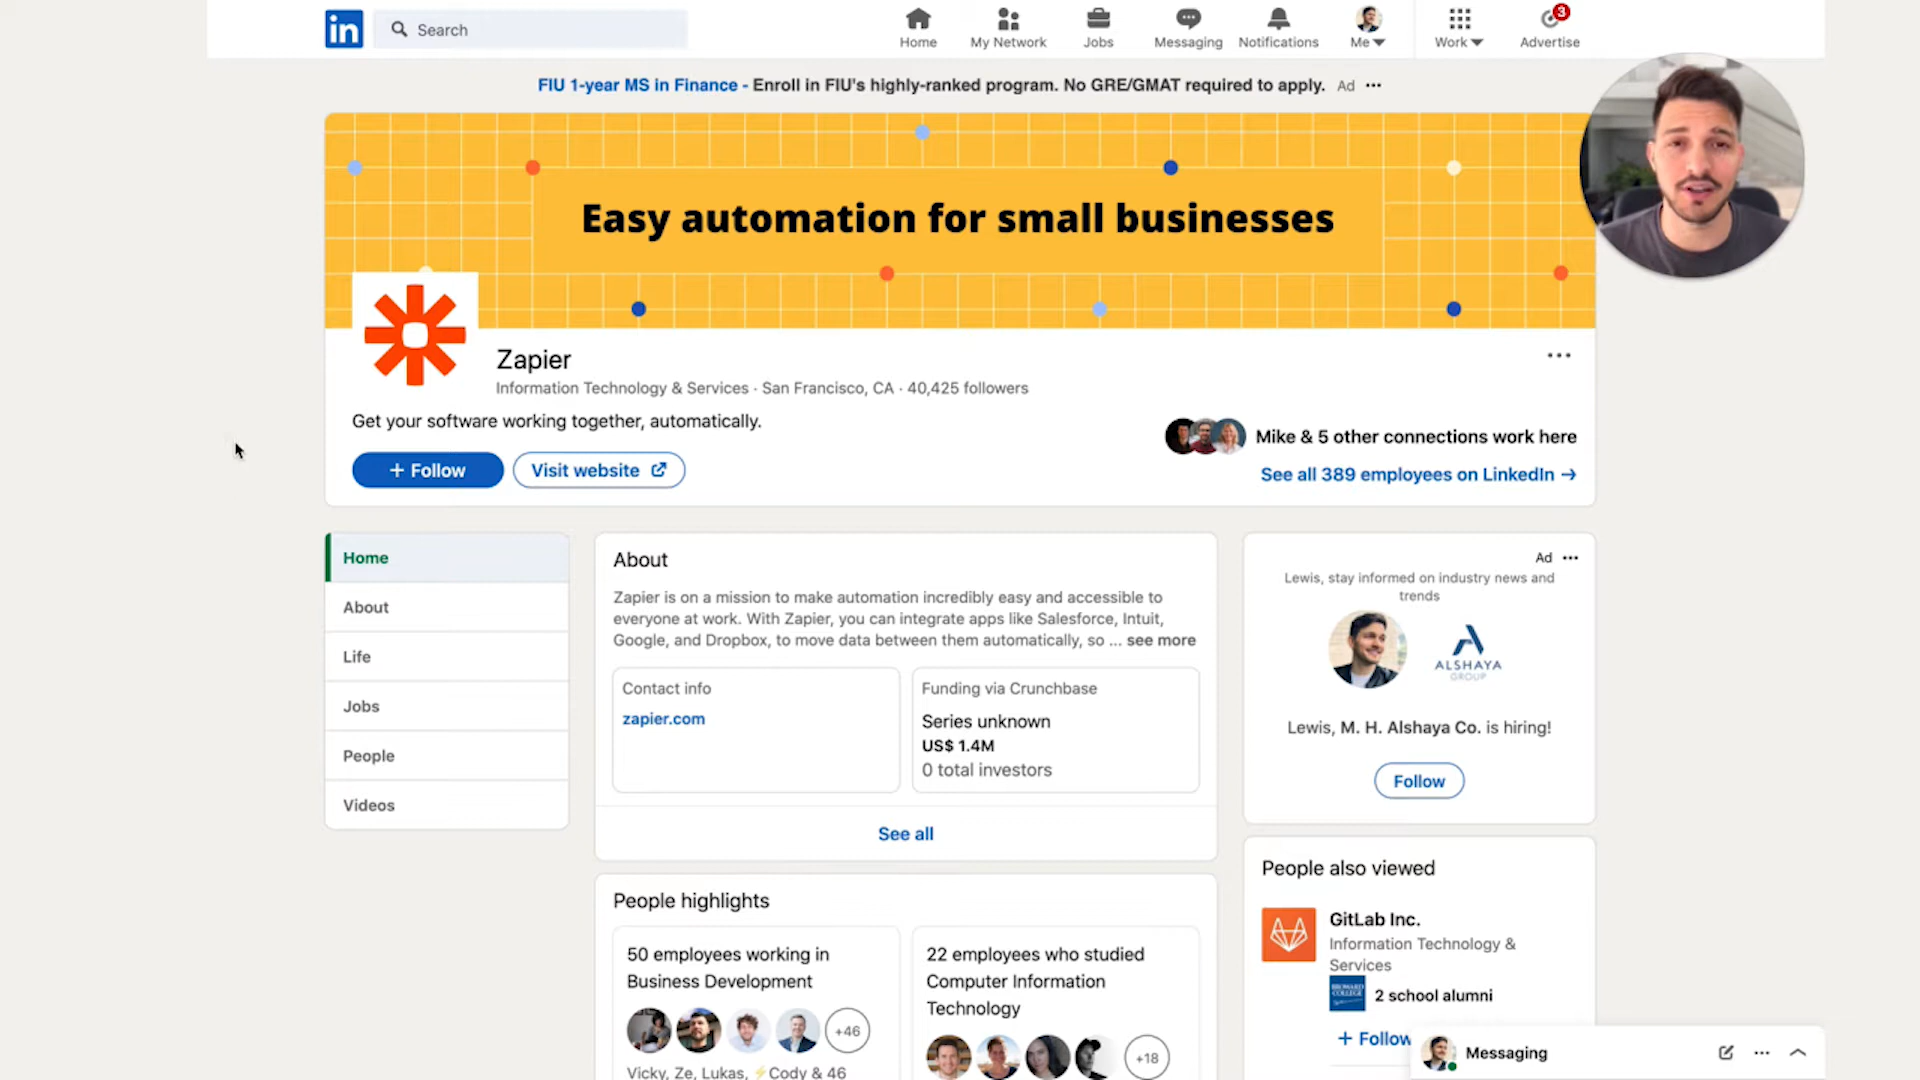 in
Search
Home
My Network
Jobs
Messaging
Notifications
Me
Work
3
Advertise
FIU 1-year MS in Finance - Enroll in FIU's highly-ranked program. No GRE/GMAT required to apply. Ad •••
Easy automation for small businesses
Zapier
Information Technology & Services · San Francisco, CA · 40,425 followers
Get your software working together, automatically.
+ Follow
Visit website
Mike & 5 other connections work here
See all 389 employees on LinkedIn →
Home
About
Life
Jobs
People
Videos
About
Zapier is on a mission to make automation incredibly easy and accessible to
everyone at work. With Zapier, you can integrate apps like Salesforce, Intuit,
Google, and Dropbox, to move data between them automatically, so ... see more
Contact info
zapier.com
Funding via Crunchbase
Series unknown
US$ 1.4M
0 total investors
See all
People highlights
50 employees working in
Business Development
+46
Vicky, Ze, Lukas, ⚡Cody & 46
22 employees who studied
Computer Information
Technology
+18
Ad •••
Lewis, stay informed on industry news and
trends
ALSHAYA
GROUP
Lewis, M. H. Alshaya Co. is hiring!
Follow
People also viewed
GitLab Inc.
Information Technology &
Services
BROWARD
COLLEGE
2 school alumni
+ Follow
Messaging